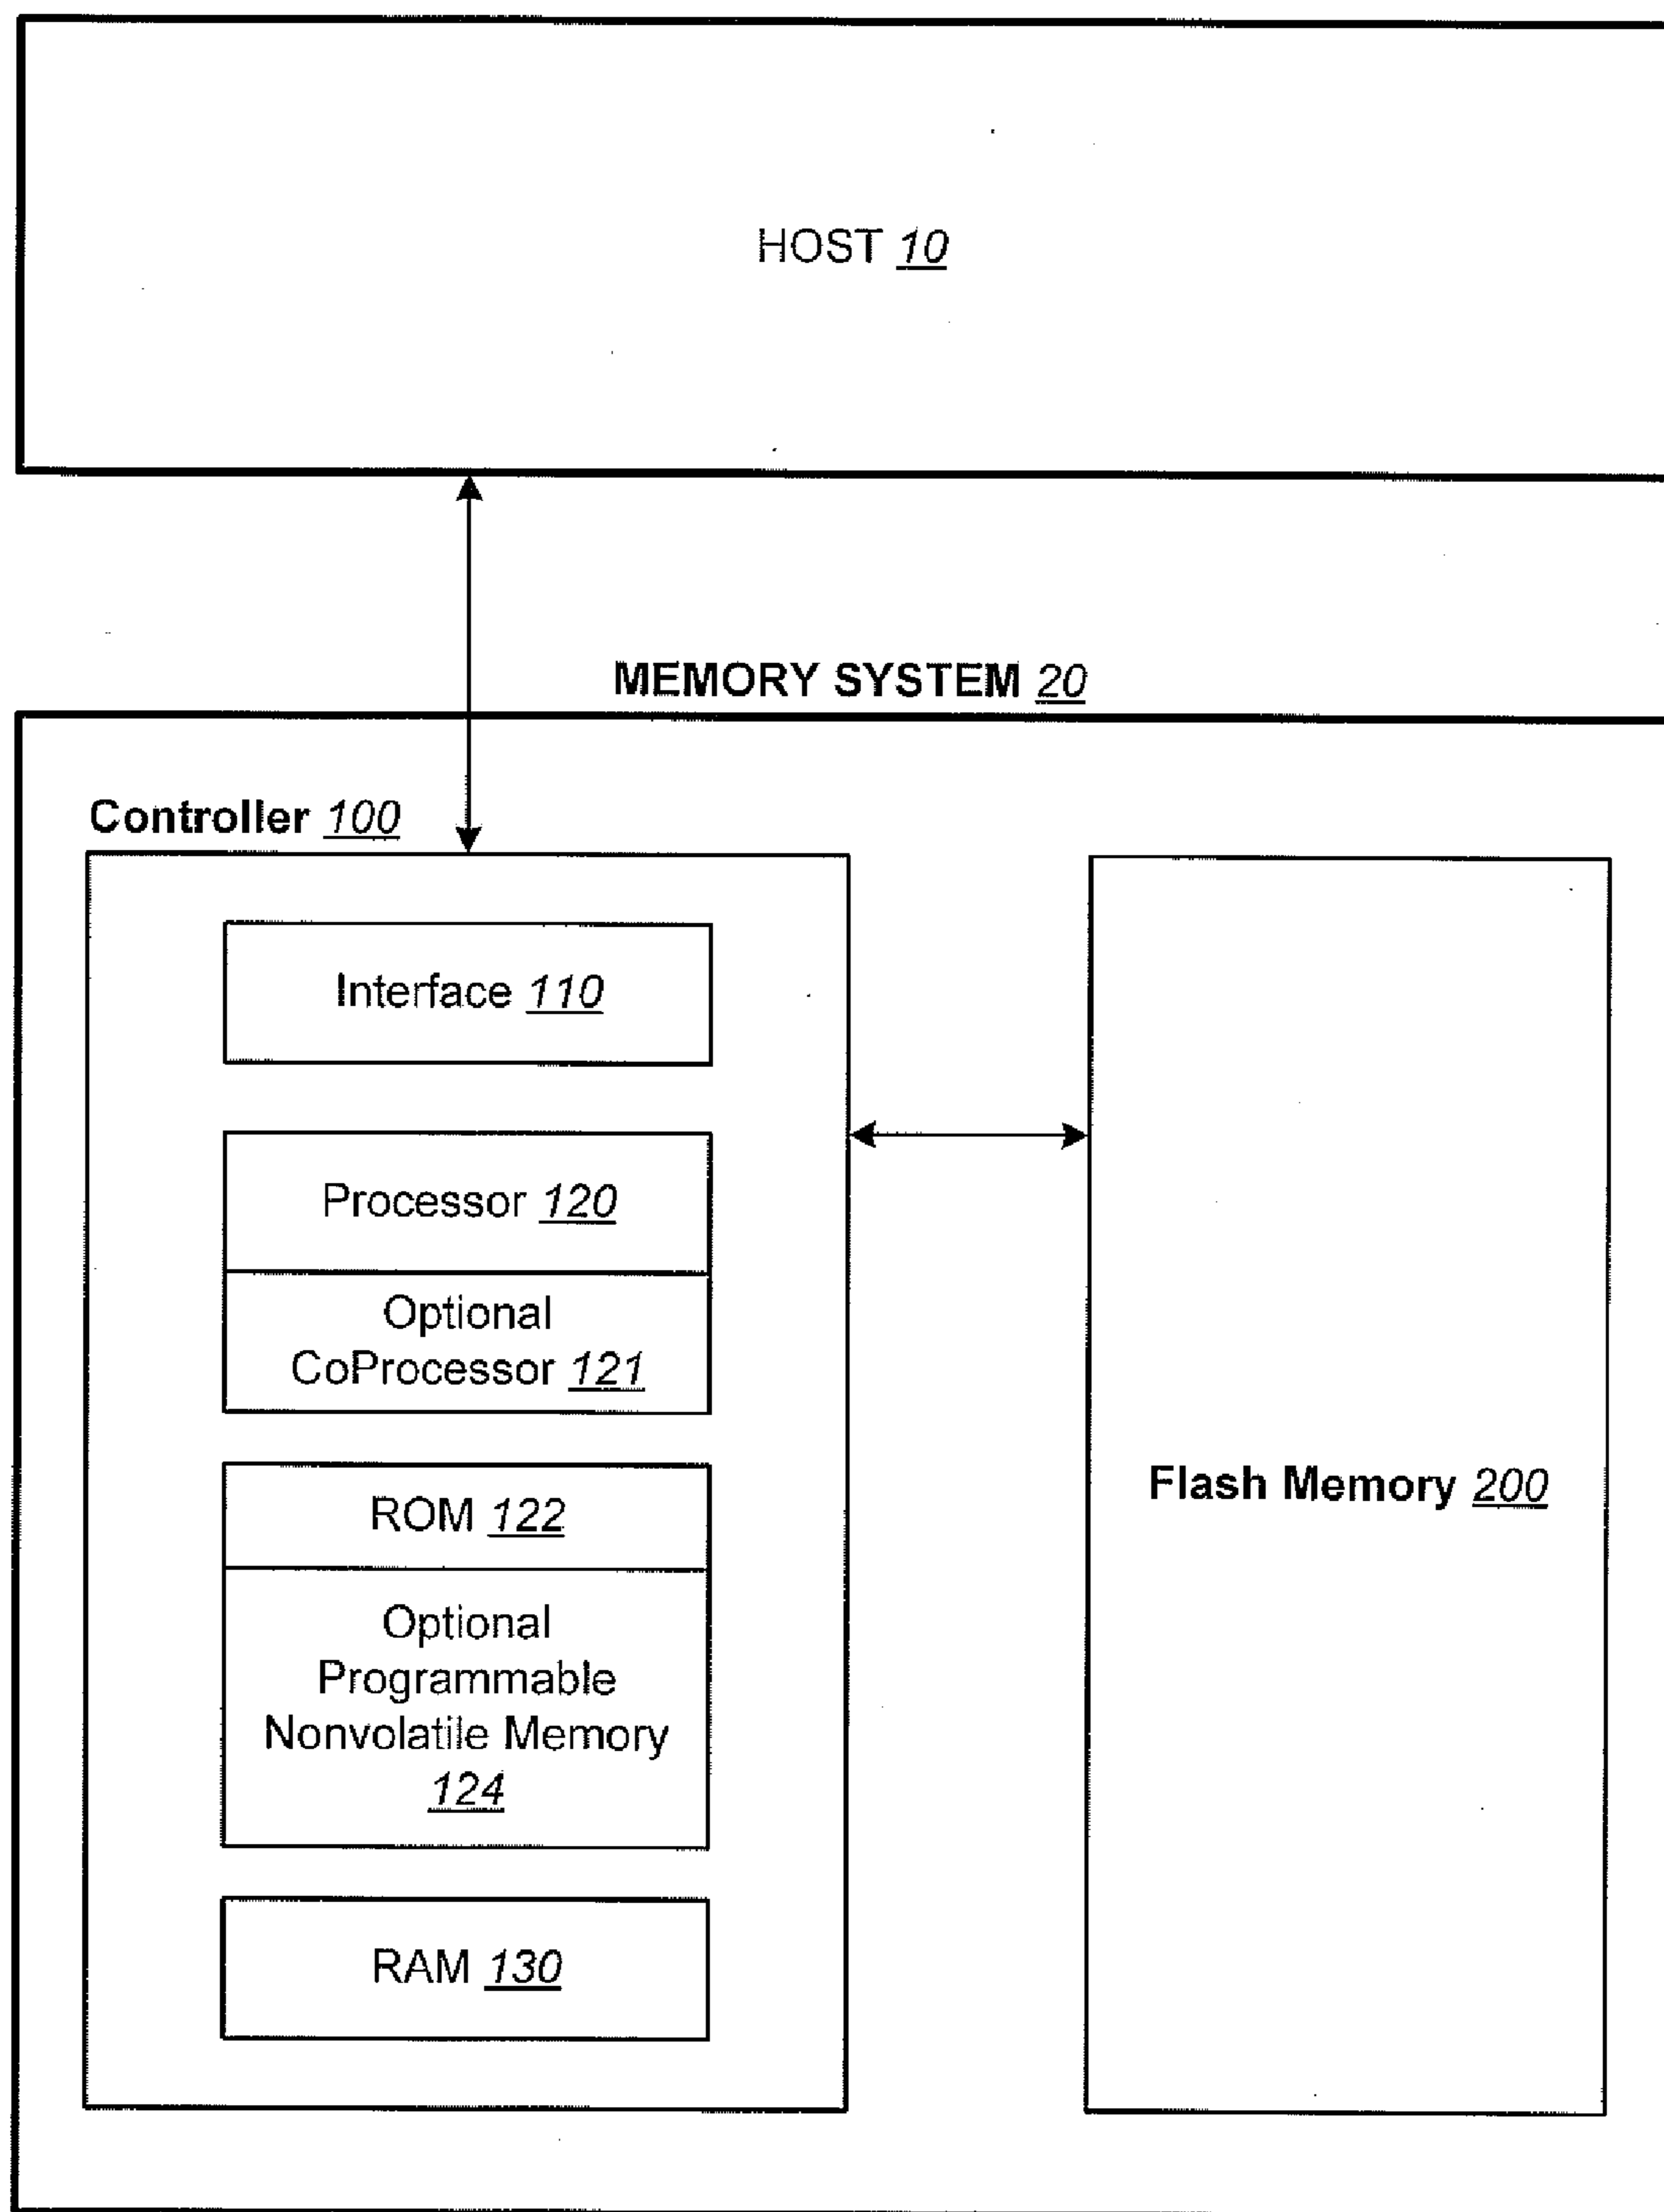 HOST 10
MEMORY SYSTEM 20
Controller 100
Interface 110
Processor 120
Optional
CoProcessor 121
ROM 122
Optional
Programmable
Nonvolatile Memory
124
RAM 130
Flash Memory 200